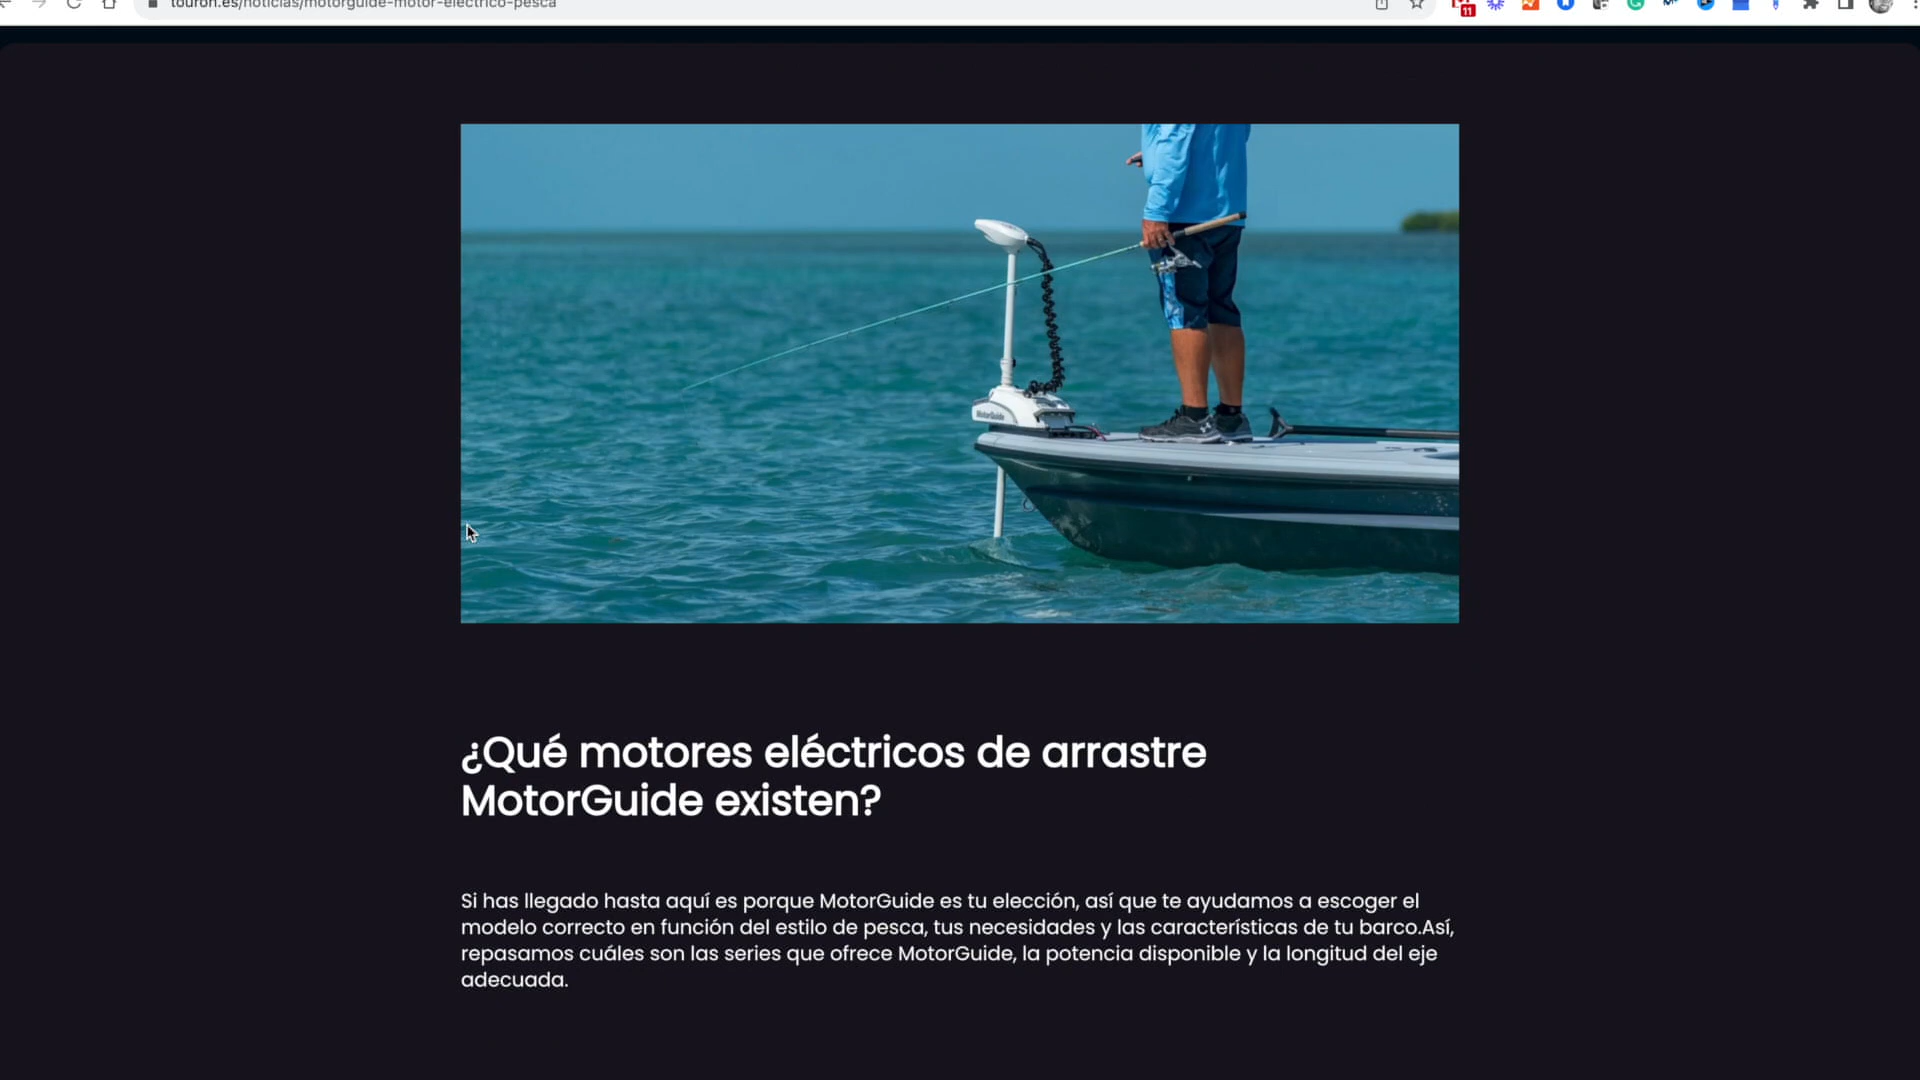 touron.es/noticias/motorguide-motor-electrico-pesca
11
MotorGuide
¿Qué motores eléctricos de arrastre
MotorGuide existen?
Si has llegado hasta aquí es porque MotorGuide es tu elección, así que te ayudamos a escoger el
modelo correcto en función del estilo de pesca, tus necesidades y las características de tu barco.Así,
repasamos cuáles son las series que ofrece MotorGuide, la potencia disponible y la longitud del eje
adecuada.